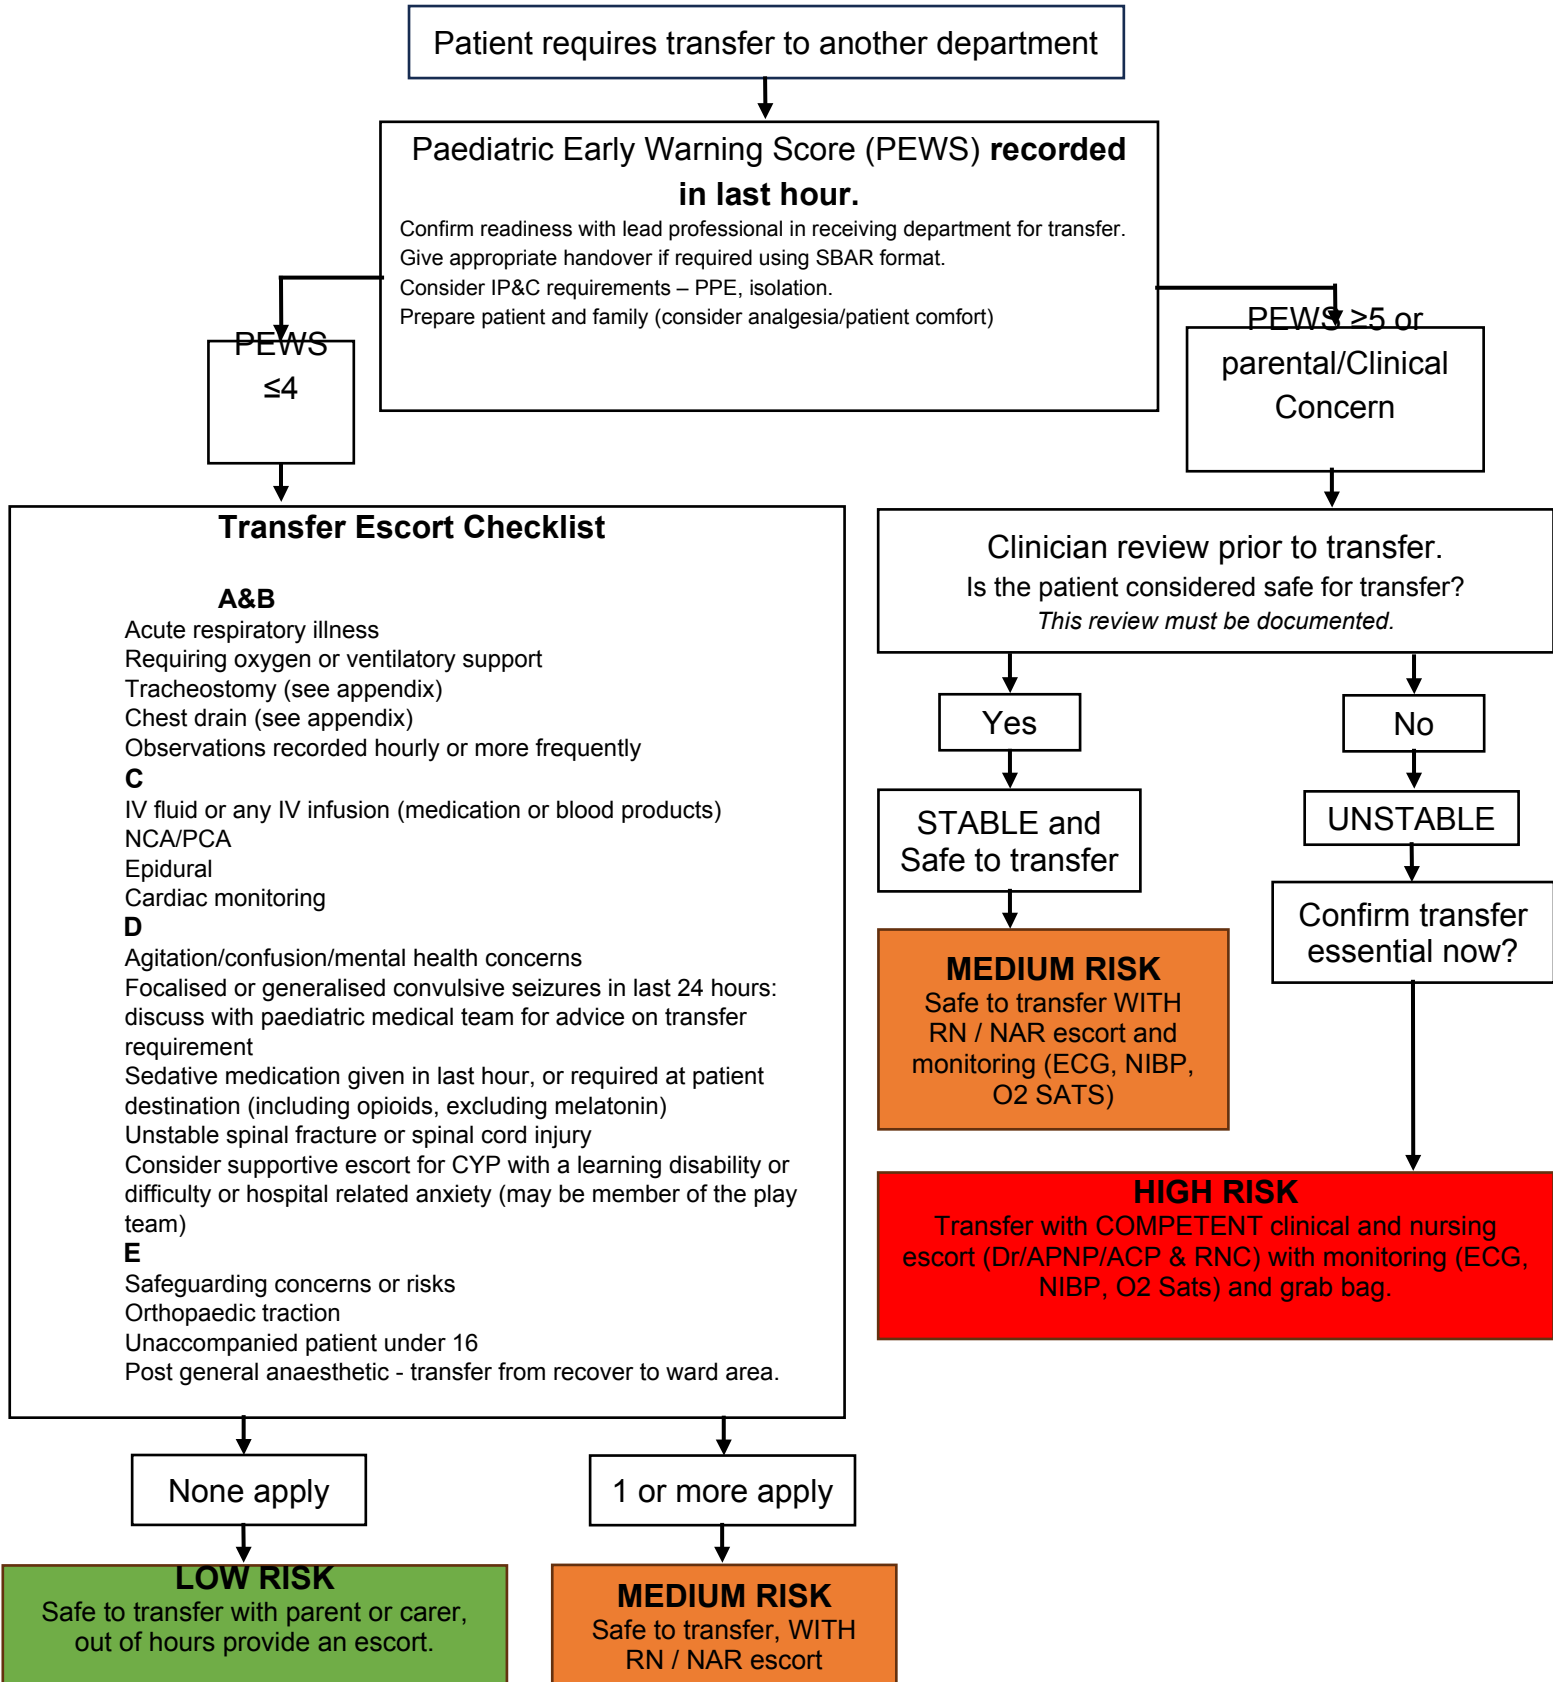 Patient requires transfer to another department
Paediatric Early Warning Score (PEWS) recorded
in last hour.
Confirm readiness with lead professional in receiving department for transfer.
Give appropriate handover if required using SBAR format.
Consider IP&C requirements – PPE, isolation.
Prepare patient and family (consider analgesia/patient comfort)
PEWS
≤4
PEWS ≥5 or
parental/Clinical
Concern
Transfer Escort Checklist
A&B
Acute respiratory illness
Requiring oxygen or ventilatory support
Tracheostomy (see appendix)
Chest drain (see appendix)
Observations recorded hourly or more frequently
C
IV fluid or any IV infusion (medication or blood products)
NCA/PCA
Epidural
Cardiac monitoring
D
Agitation/confusion/mental health concerns
Focalised or generalised convulsive seizures in last 24 hours:
discuss with paediatric medical team for advice on transfer
requirement
Sedative medication given in last hour, or required at patient
destination (including opioids, excluding melatonin)
Unstable spinal fracture or spinal cord injury
Consider supportive escort for CYP with a learning disability or
difficulty or hospital related anxiety (may be member of the play
team)
E
Safeguarding concerns or risks
Orthopaedic traction
Unaccompanied patient under 16
Post general anaesthetic - transfer from recover to ward area.
Clinician review prior to transfer.
Is the patient considered safe for transfer?
This review must be documented.
Yes
No
STABLE and
Safe to transfer
UNSTABLE
Confirm transfer
essential now?
MEDIUM RISK
Safe to transfer WITH
RN / NAR escort and
monitoring (ECG, NIBP,
O2 SATS)
HIGH RISK
Transfer with COMPETENT clinical and nursing
escort (Dr/APNP/ACP & RNC) with monitoring (ECG,
NIBP, O2 Sats) and grab bag.
None apply
1 or more apply
LOW RISK
Safe to transfer with parent or carer,
out of hours provide an escort.
MEDIUM RISK
Safe to transfer, WITH
RN / NAR escort